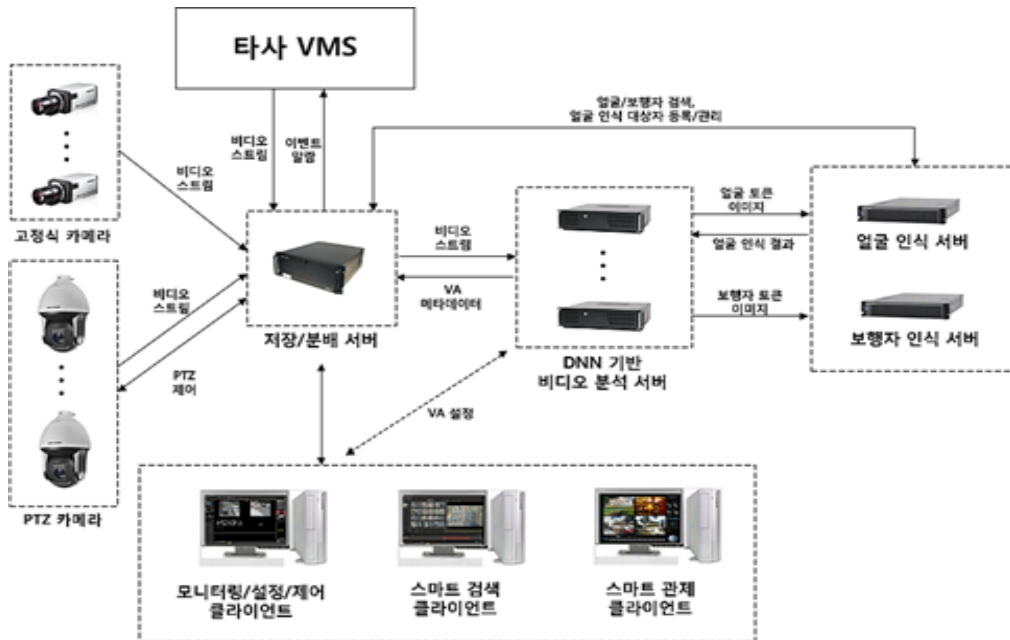 타사 VMS
고정식 카메라
비디오
스트림
비디오
스트림
이벤트
알람
얼굴/보행자 검색,
얼굴 인식 대상자 등록/관리
비디오
스트림
PTZ
제어
PTZ 카메라
저장/분배 서버
비디오
스트림
VA
메타데이터
DNN 기반
비디오 분석 서버
얼굴 토큰
이미지
얼굴 인식 결과
보행자 토큰
이미지
얼굴 인식 서버
보행자 인식 서버
VA 설정
모니터링/설정/제어
클라이언트
스마트 검색
클라이언트
스마트 관제
클라이언트